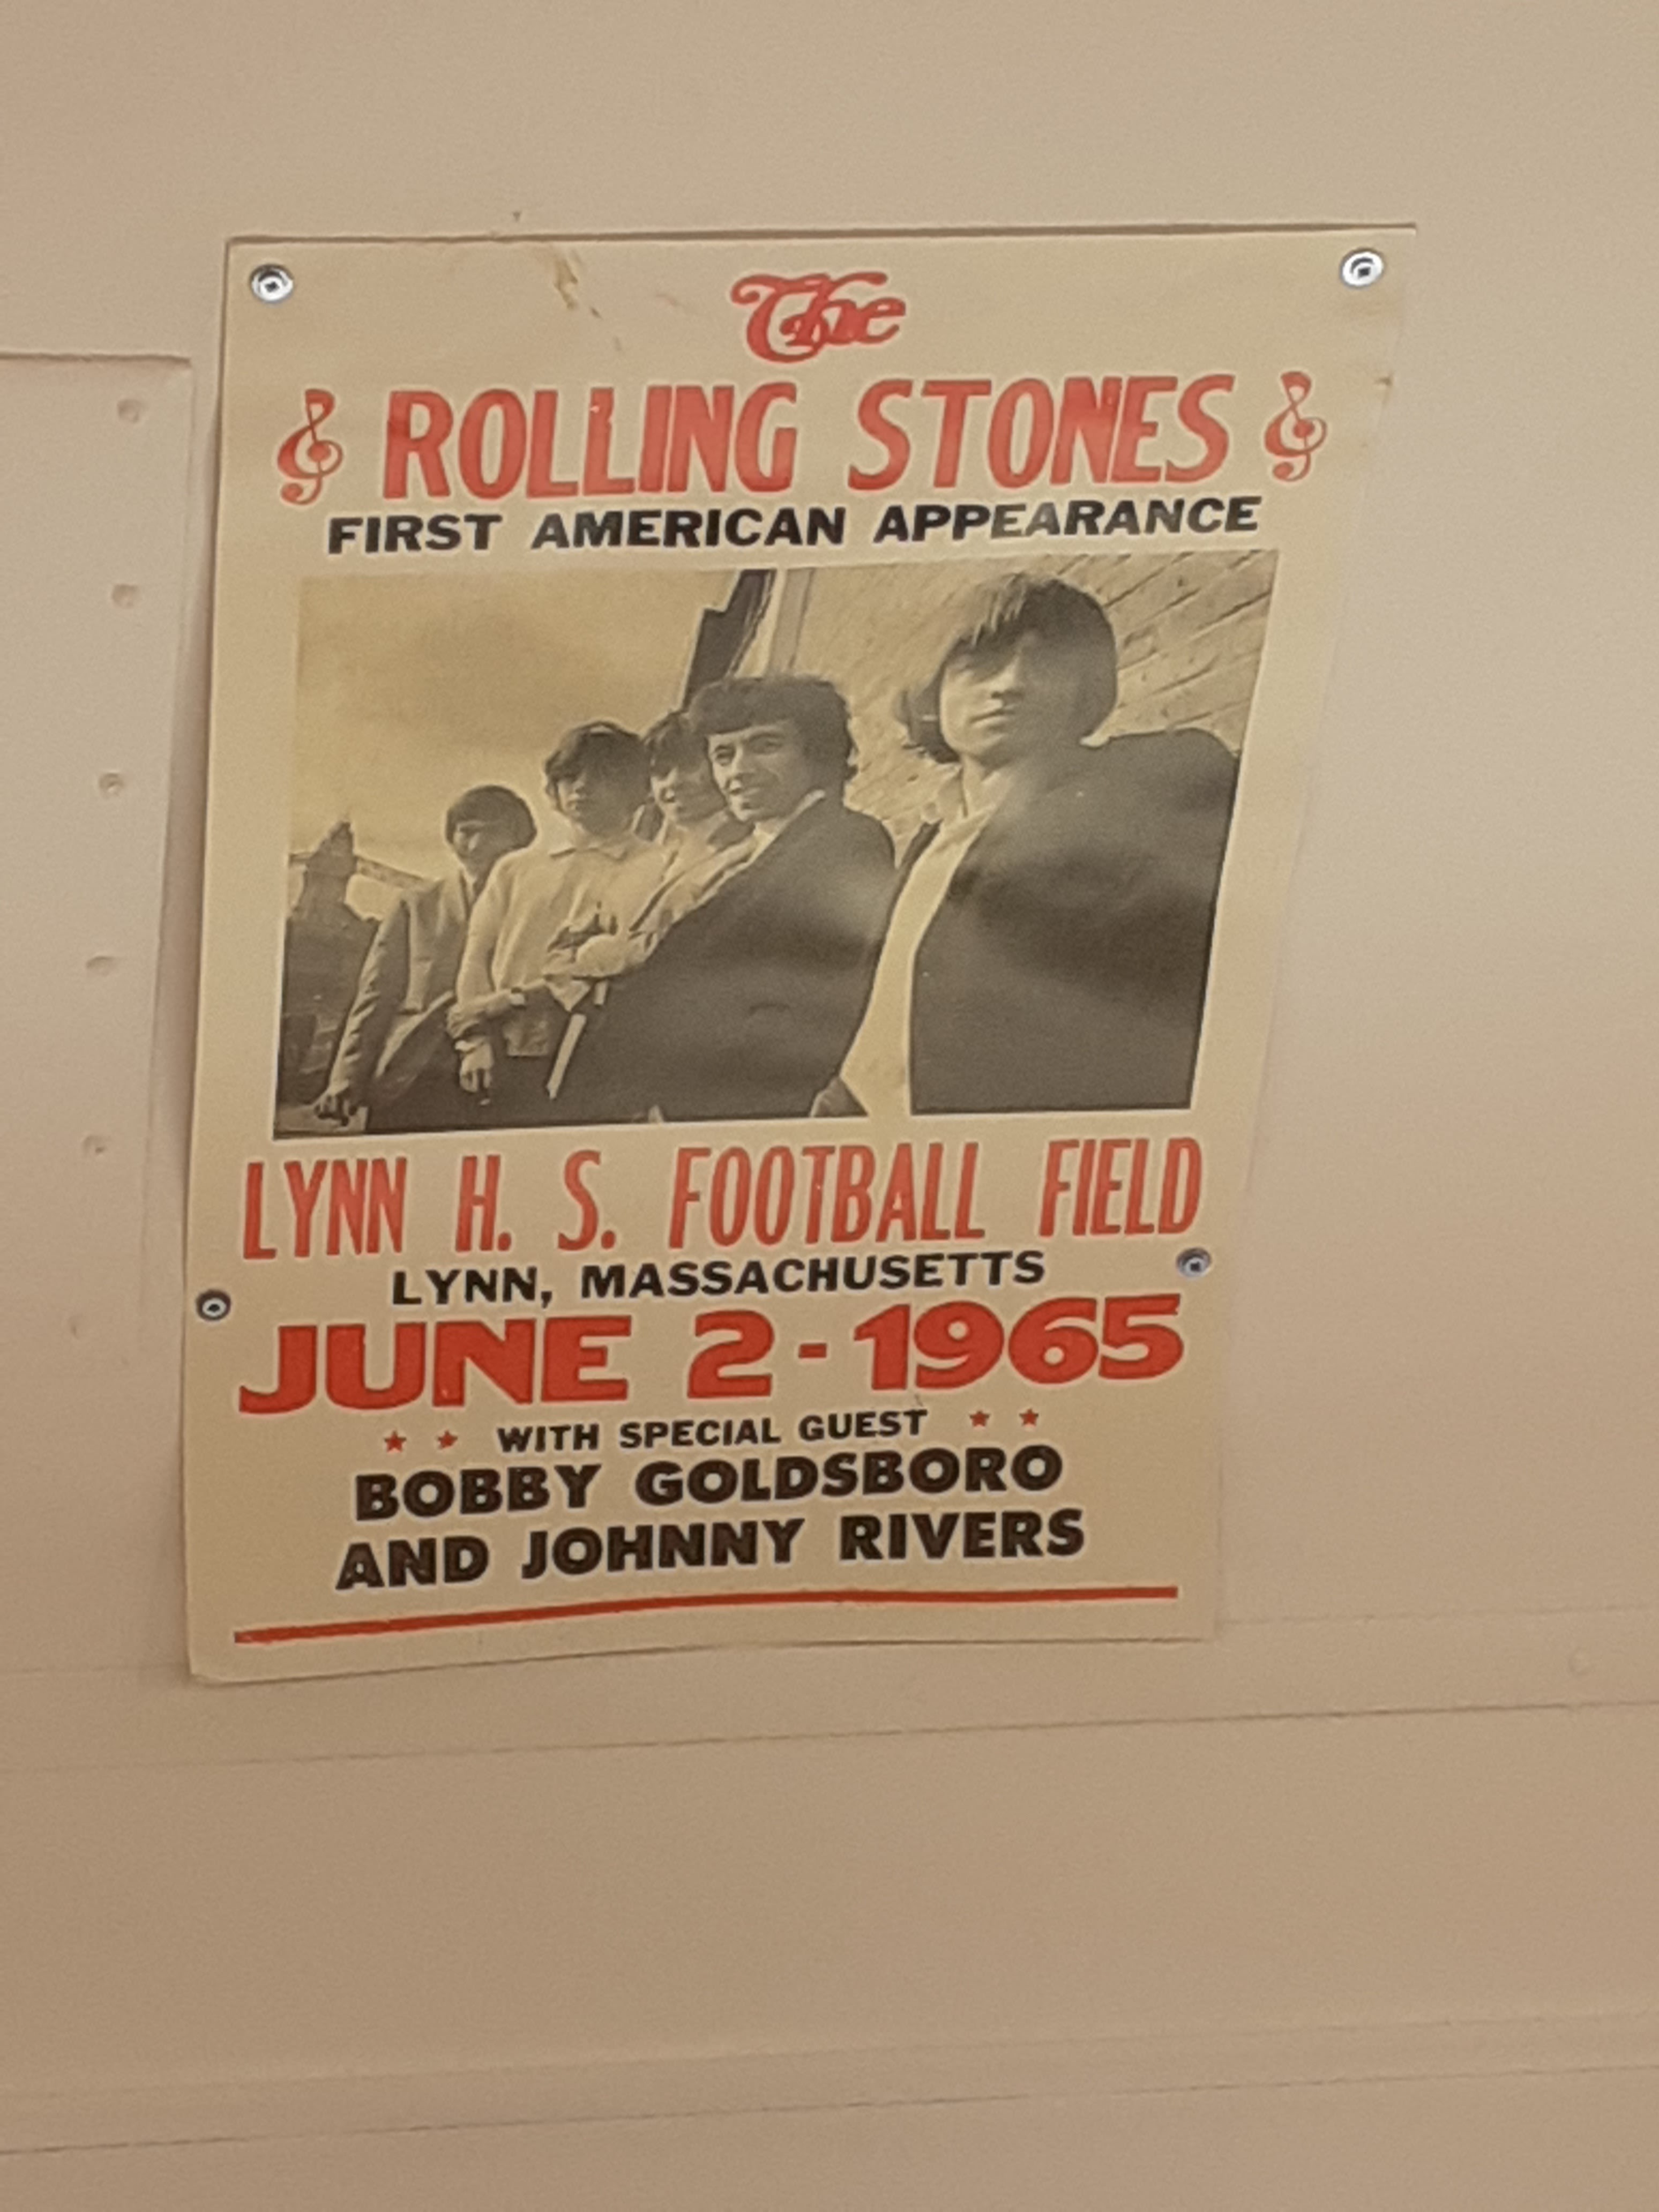 The
ROLLING STONES
FIRST AMERICAN APPEARANCE
LYNN H. S. FOOTBALL FIELD
LYNN, MASSACHUSETTS
JUNE 2 - 1965
WITH SPECIAL GUEST
BOBBY GOLDSBORO
AND JOHNNY RIVERS